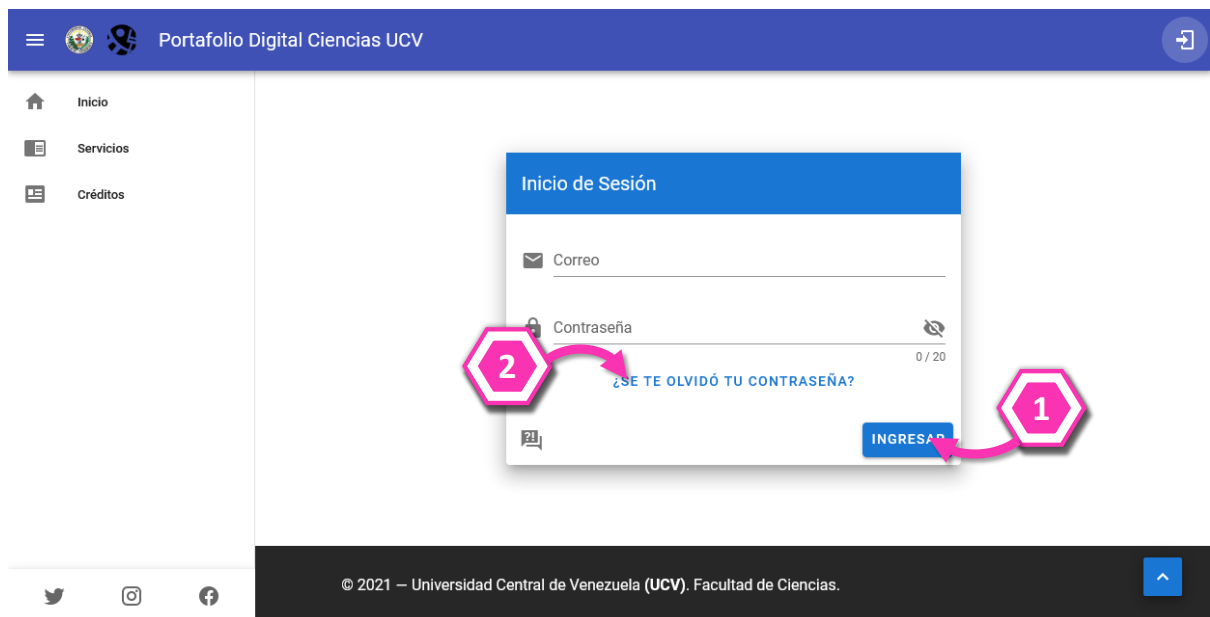 Portafolio Digital Ciencias UCV
Inicio
Servicios
Créditos
Inicio de Sesión
Correo
Contraseña
0 / 20
2
¿SE TE OLVIDÓ TU CONTRASEÑA?
1
INGRESAR
© 2021 — Universidad Central de Venezuela (UCV). Facultad de Ciencias.